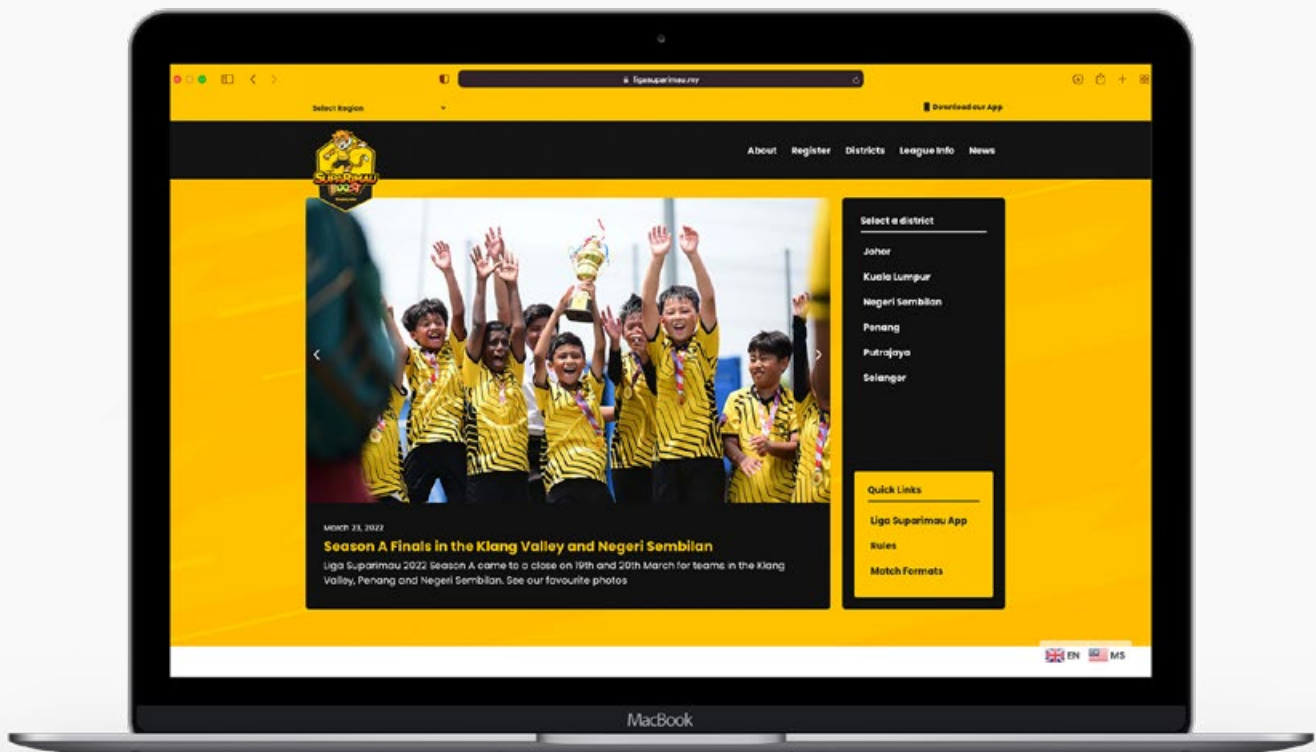 ligasuparimau.my
Select Region
Download our App
About Register Districts League Info News
SUPARIMAU
Select a district
Johor
Kuala Lumpur
Negeri Sembilan
Penang
Putrajaya
Selangor
Quick Links
Liga Suparimau App
Rules
Match Formats
March 23, 2022
Season A Finals in the Klang Valley and Negeri Sembilan
Liga Suparimau 2022 Season A came to a close on 19th and 20th March for teams in the Klang
Valley, Penang and Negeri Sembilan. See our favourite photos
EN MS
MacBook